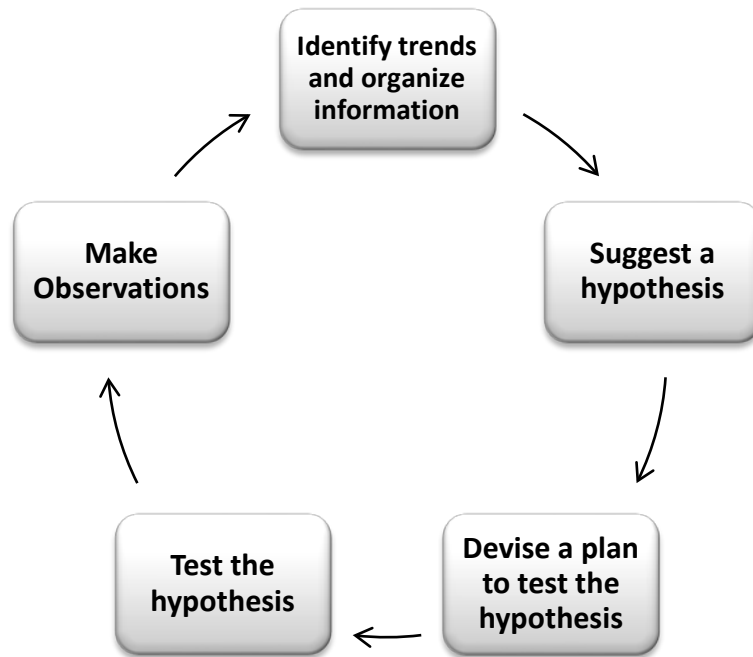 Identify trends
and organize
information
Suggest a
hypothesis
Devise a plan
to test the
hypothesis
Test the
hypothesis
Make
Observations